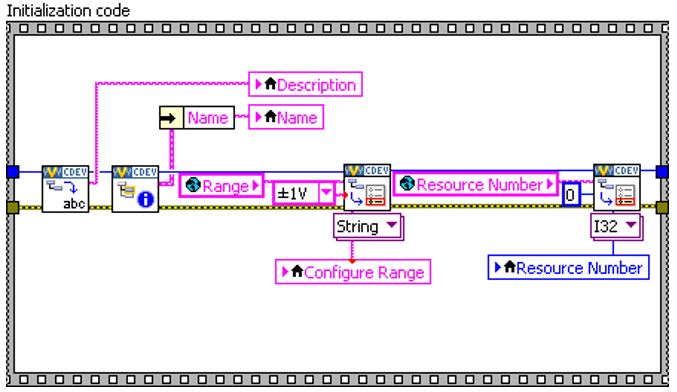 Initialization code
Description
Name
Name
CDEV
abc
CDEV
i
Range
±1V
CDEV
Resource Number
0
CDEV
String
I32
Configure Range
Resource Number